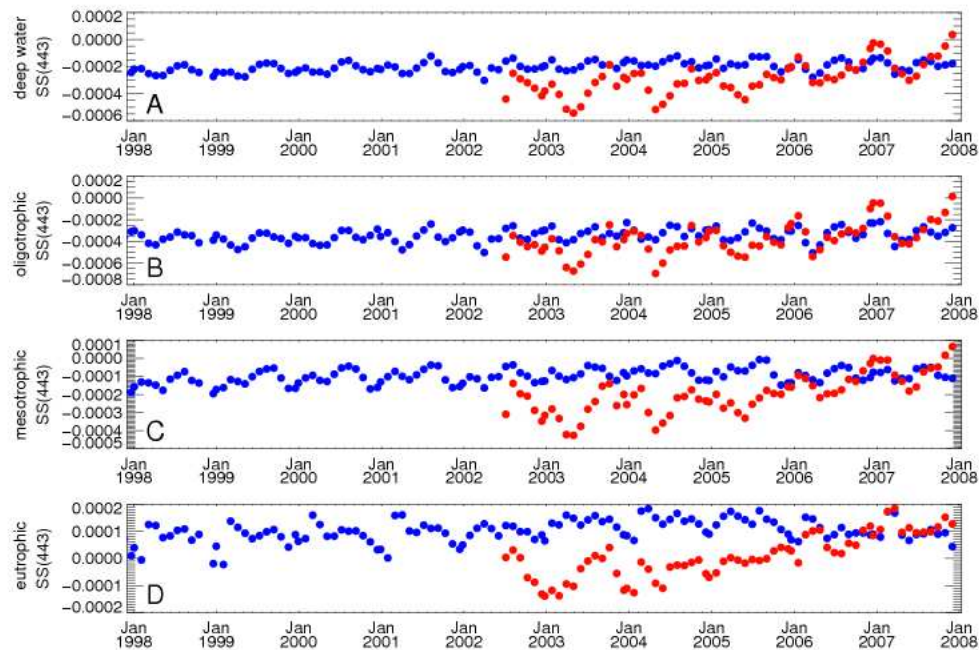 deep water
SS(443)
0.0002
0.0000
−0.0002
−0.0004
−0.0006
A
Jan Jan Jan Jan Jan Jan Jan Jan Jan Jan Jan
1998 1999 2000 2001 2002 2003 2004 2005 2006 2007 2008
oligotrophic
SS(443)
0.0002
0.0000
−0.0002
−0.0004
−0.0006
−0.0008
B
Jan Jan Jan Jan Jan Jan Jan Jan Jan Jan Jan
1998 1999 2000 2001 2002 2003 2004 2005 2006 2007 2008
mesotrophic
SS(443)
0.0001
0.0000
−0.0001
−0.0002
−0.0003
−0.0004
−0.0005
C
Jan Jan Jan Jan Jan Jan Jan Jan Jan Jan Jan
1998 1999 2000 2001 2002 2003 2004 2005 2006 2007 2008
eutrophic
SS(443)
0.0002
0.0001
0.0000
−0.0001
−0.0002
D
Jan Jan Jan Jan Jan Jan Jan Jan Jan Jan Jan
1998 1999 2000 2001 2002 2003 2004 2005 2006 2007 2008